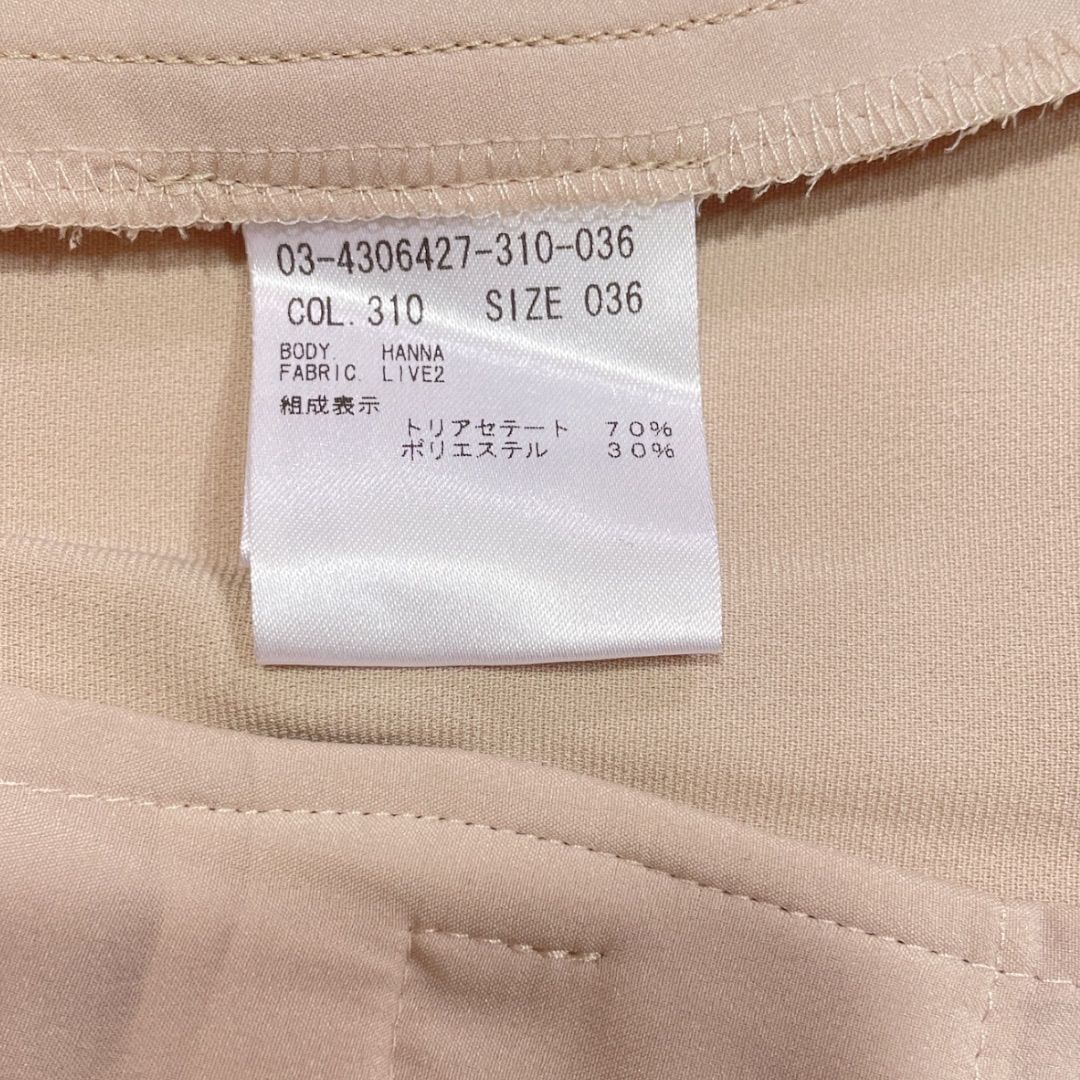 03-4306427-310-036
COL. 310 SIZE 036
BODY. HANNA
FABRIC. LIVE2
組成表示
トリアセテート 70%
ポリエステル 30%